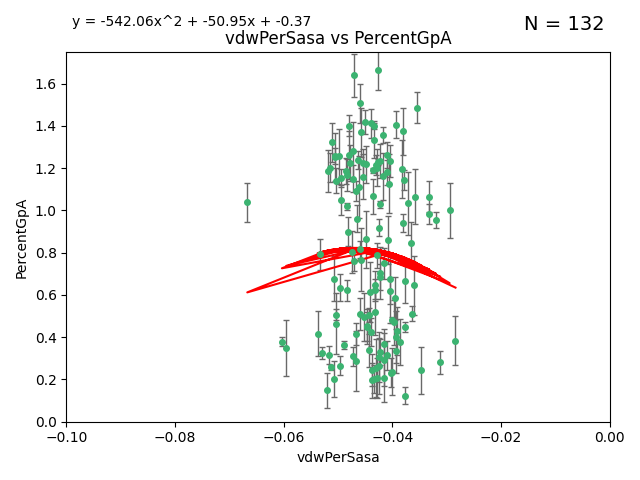 y = -542.06x^2 + -50.95x + -0.37
N = 132
vdwPerSasa vs PercentGpA
PercentGpA
1.6
1.4
1.2
1.0
0.8
0.6
0.4
0.2
0.0
−0.10 −0.08 −0.06 −0.04 −0.02 0.00
vdwPerSasa